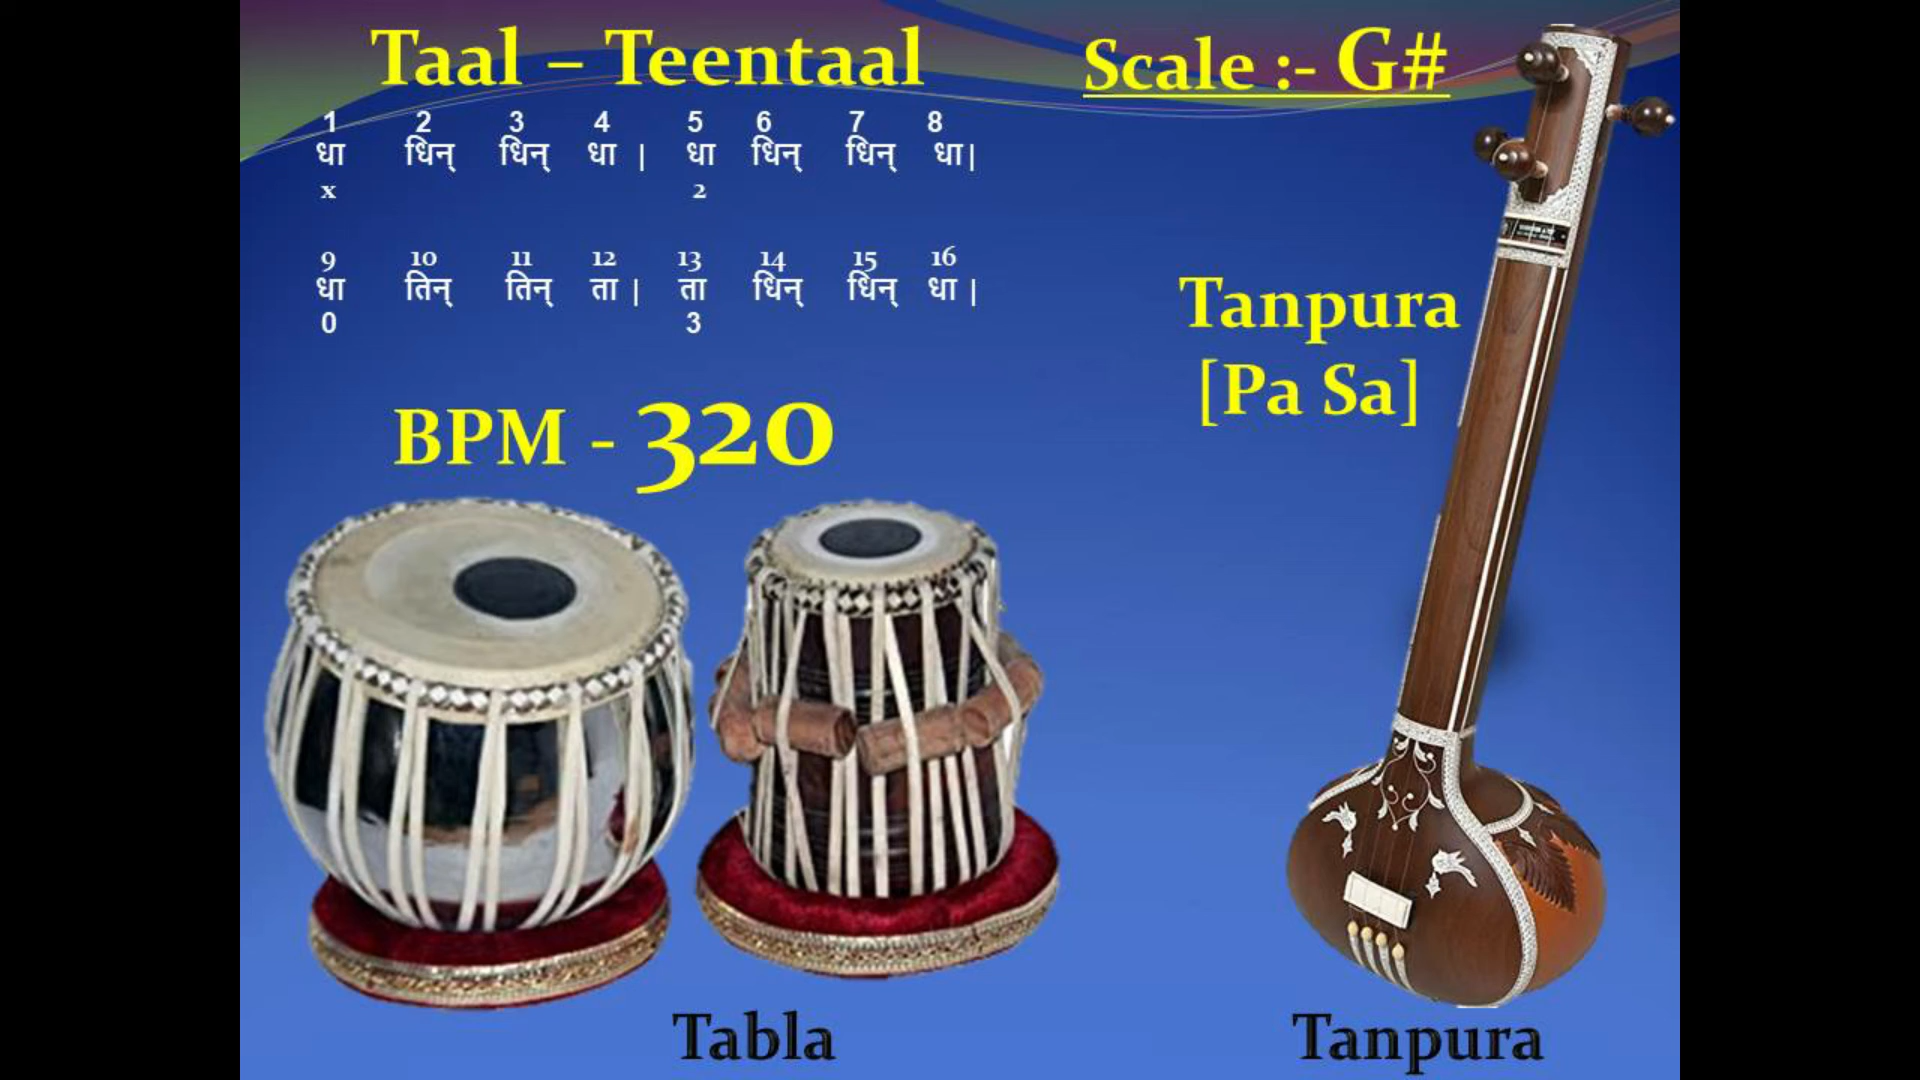 Taal – Teentaal
Scale :- G#
1 2 3 4 5 6 7 8
धा धिन् धिन् धा | धा धिन् धिन् धा|
x 2
9 10 11 12 13 14 15 16
धा तिन् तिन् ता | ता धिन् धिन् धा |
0 3
Tanpura
[Pa Sa]
BPM - 320
Tabla
Tanpura